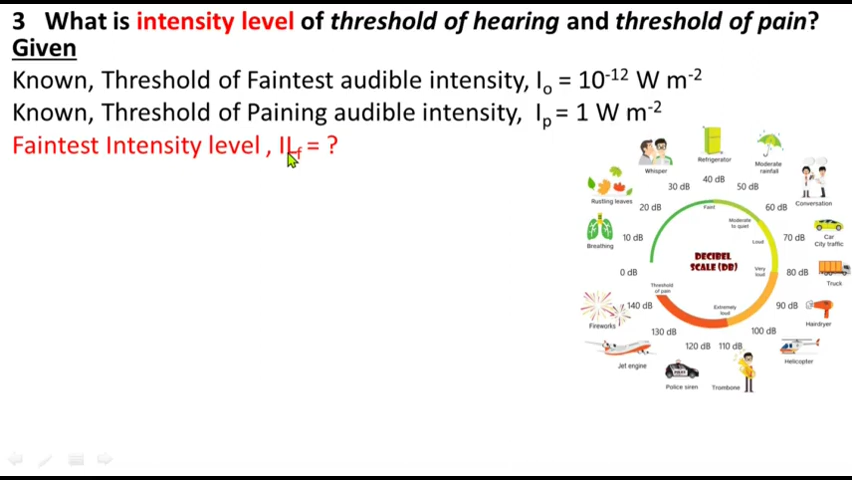 3 What is intensity level of threshold of hearing and threshold of pain?
Given
Known, Threshold of Faintest audible intensity, Iₒ = 10⁻¹² W m⁻²
Known, Threshold of Paining audible intensity, Iₚ = 1 W m⁻²
Faintest Intensity level , ILf = ?
Whisper
Refrigerator
Moderate
rainfall
30 dB
40 dB
50 dB
Rustling leaves
20 dB
Faint
60 dB
Conversation
Moderate
to quiet
Breathing
10 dB
Loud
70 dB
Car
City traffic
DECIBEL
SCALE (DB)
0 dB
Very
loud
80 dB
Truck
Threshold
of pain
140 dB
Extremely
loud
90 dB
Hairdryer
Fireworks
130 dB
100 dB
120 dB
110 dB
Helicopter
Jet engine
Police siren
Trombone